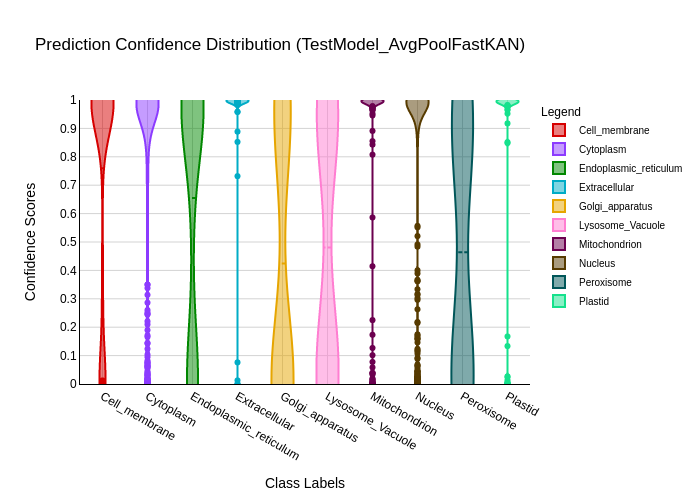 Prediction Confidence Distribution (TestModel_AvgPoolFastKAN)
Legend
1
0.9
0.8
0.7
0.6
0.5
0.4
0.3
0.2
0.1
0
Confidence Scores
Cell_membrane
Cytoplasm
Endoplasmic_reticulum
Extracellular
Golgi_apparatus
Lysosome_Vacuole
Mitochondrion
Nucleus
Peroxisome
Plastid
Cell_membrane
Cytoplasm
Endoplasmic_reticulum
Extracellular
Golgi_apparatus
Lysosome_Vacuole
Mitochondrion
Nucleus
Peroxisome
Plastid
Class Labels